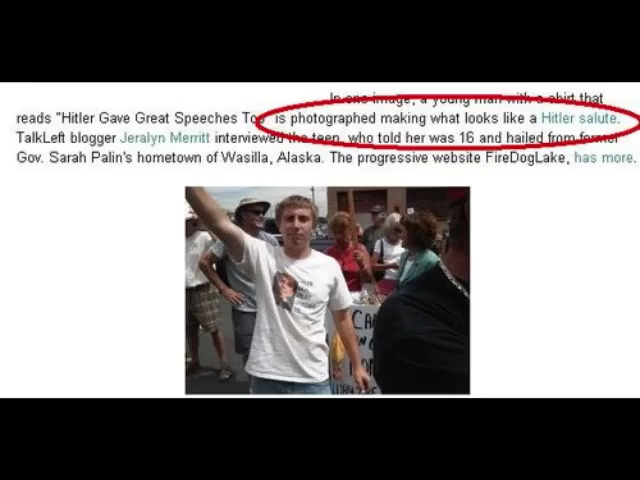 In one image, a young man with a shirt that
reads "Hitler Gave Great Speeches Too" is photographed making what looks like a Hitler salute.
TalkLeft blogger Jeralyn Merritt interviewed the teen, who told her was 16 and hailed from former
Gov. Sarah Palin's hometown of Wasilla, Alaska. The progressive website FireDogLake, has more.